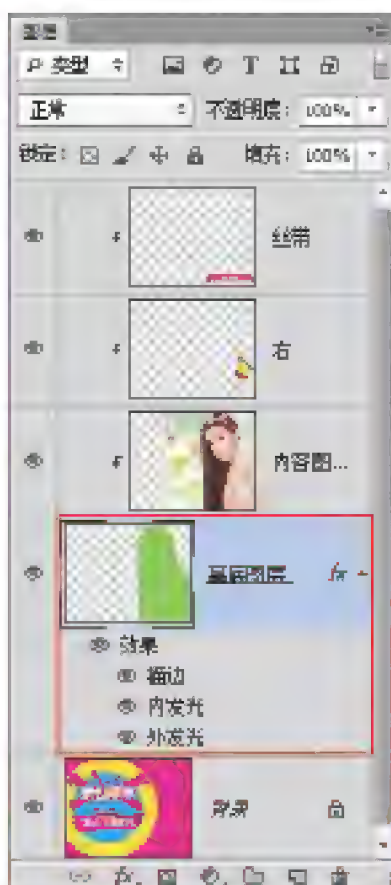 图层
类型 T
正常 不透明度: 100%
锁定: 填充: 100%
丝带
右
内容图...
基底图层 fx
效果
描边
内发光
外发光
背景
fx.